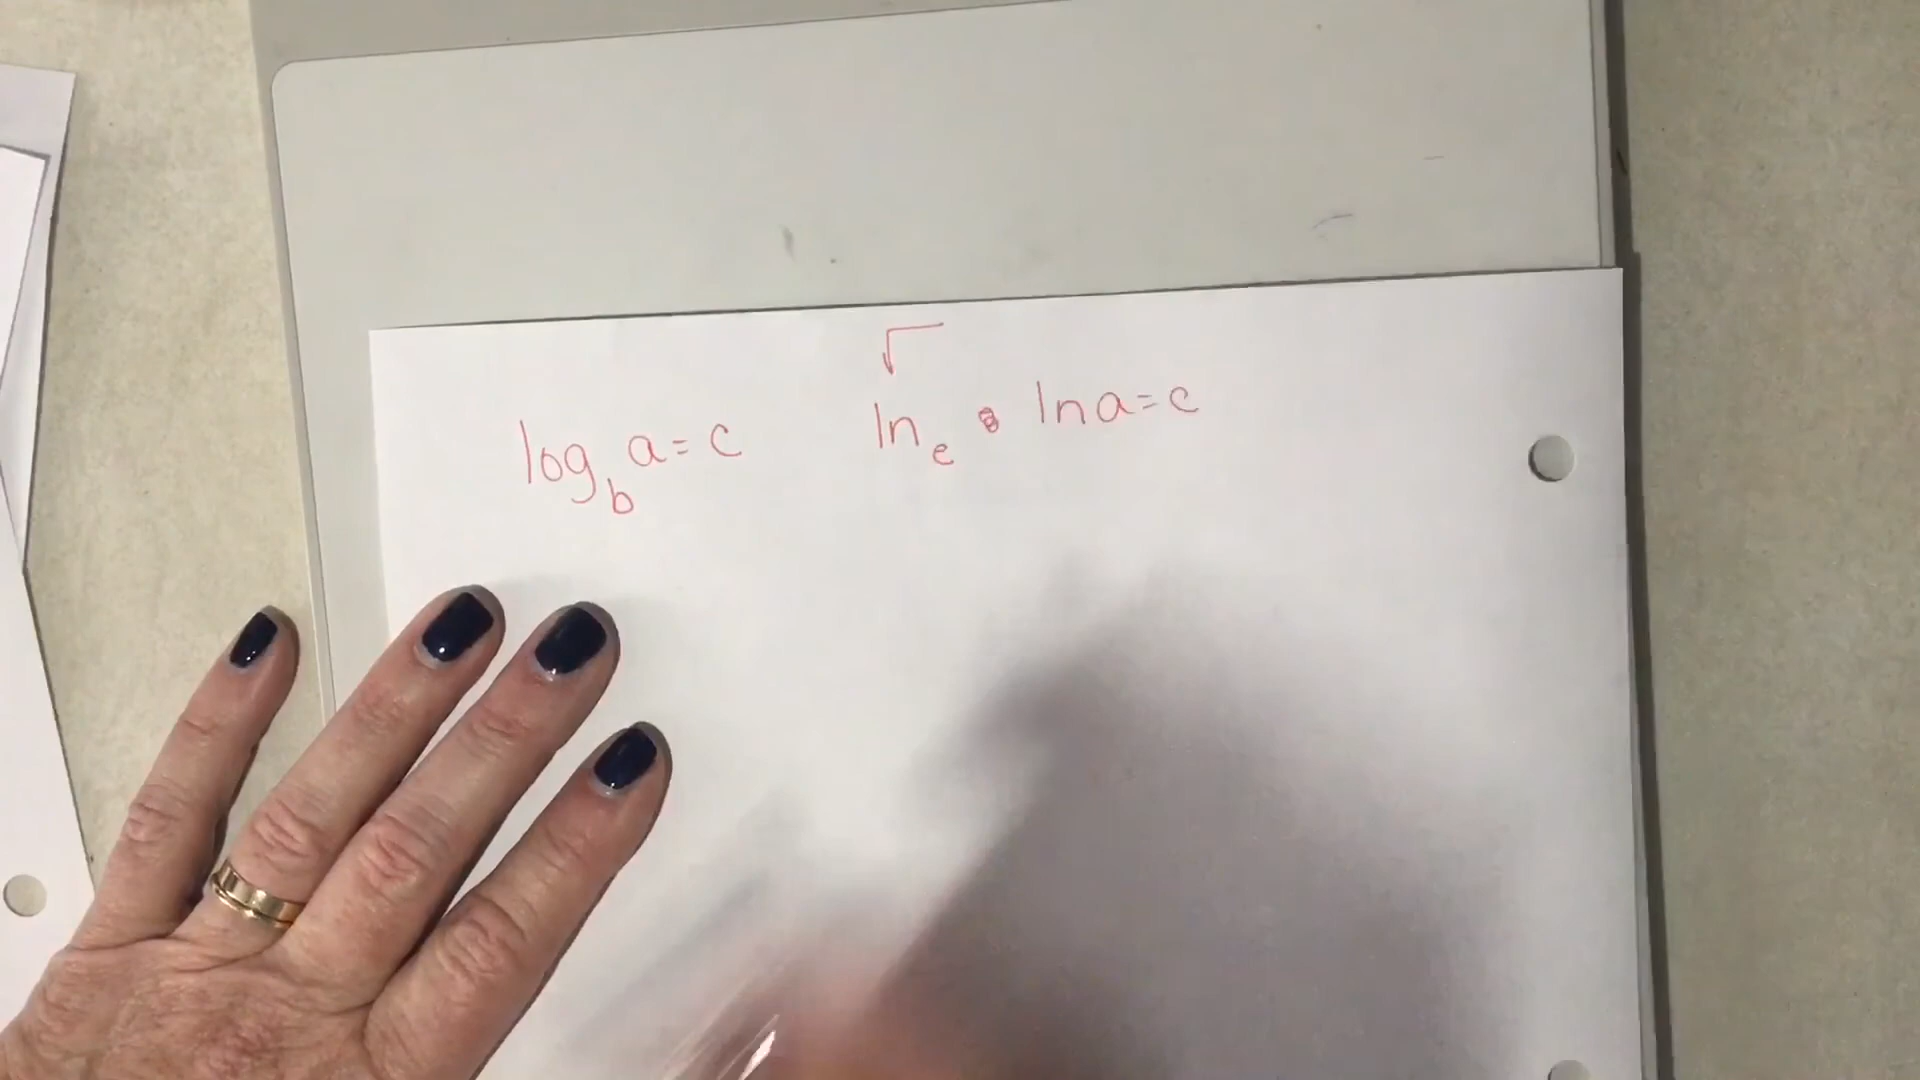 log_b a = c    ln_e • ln a = c